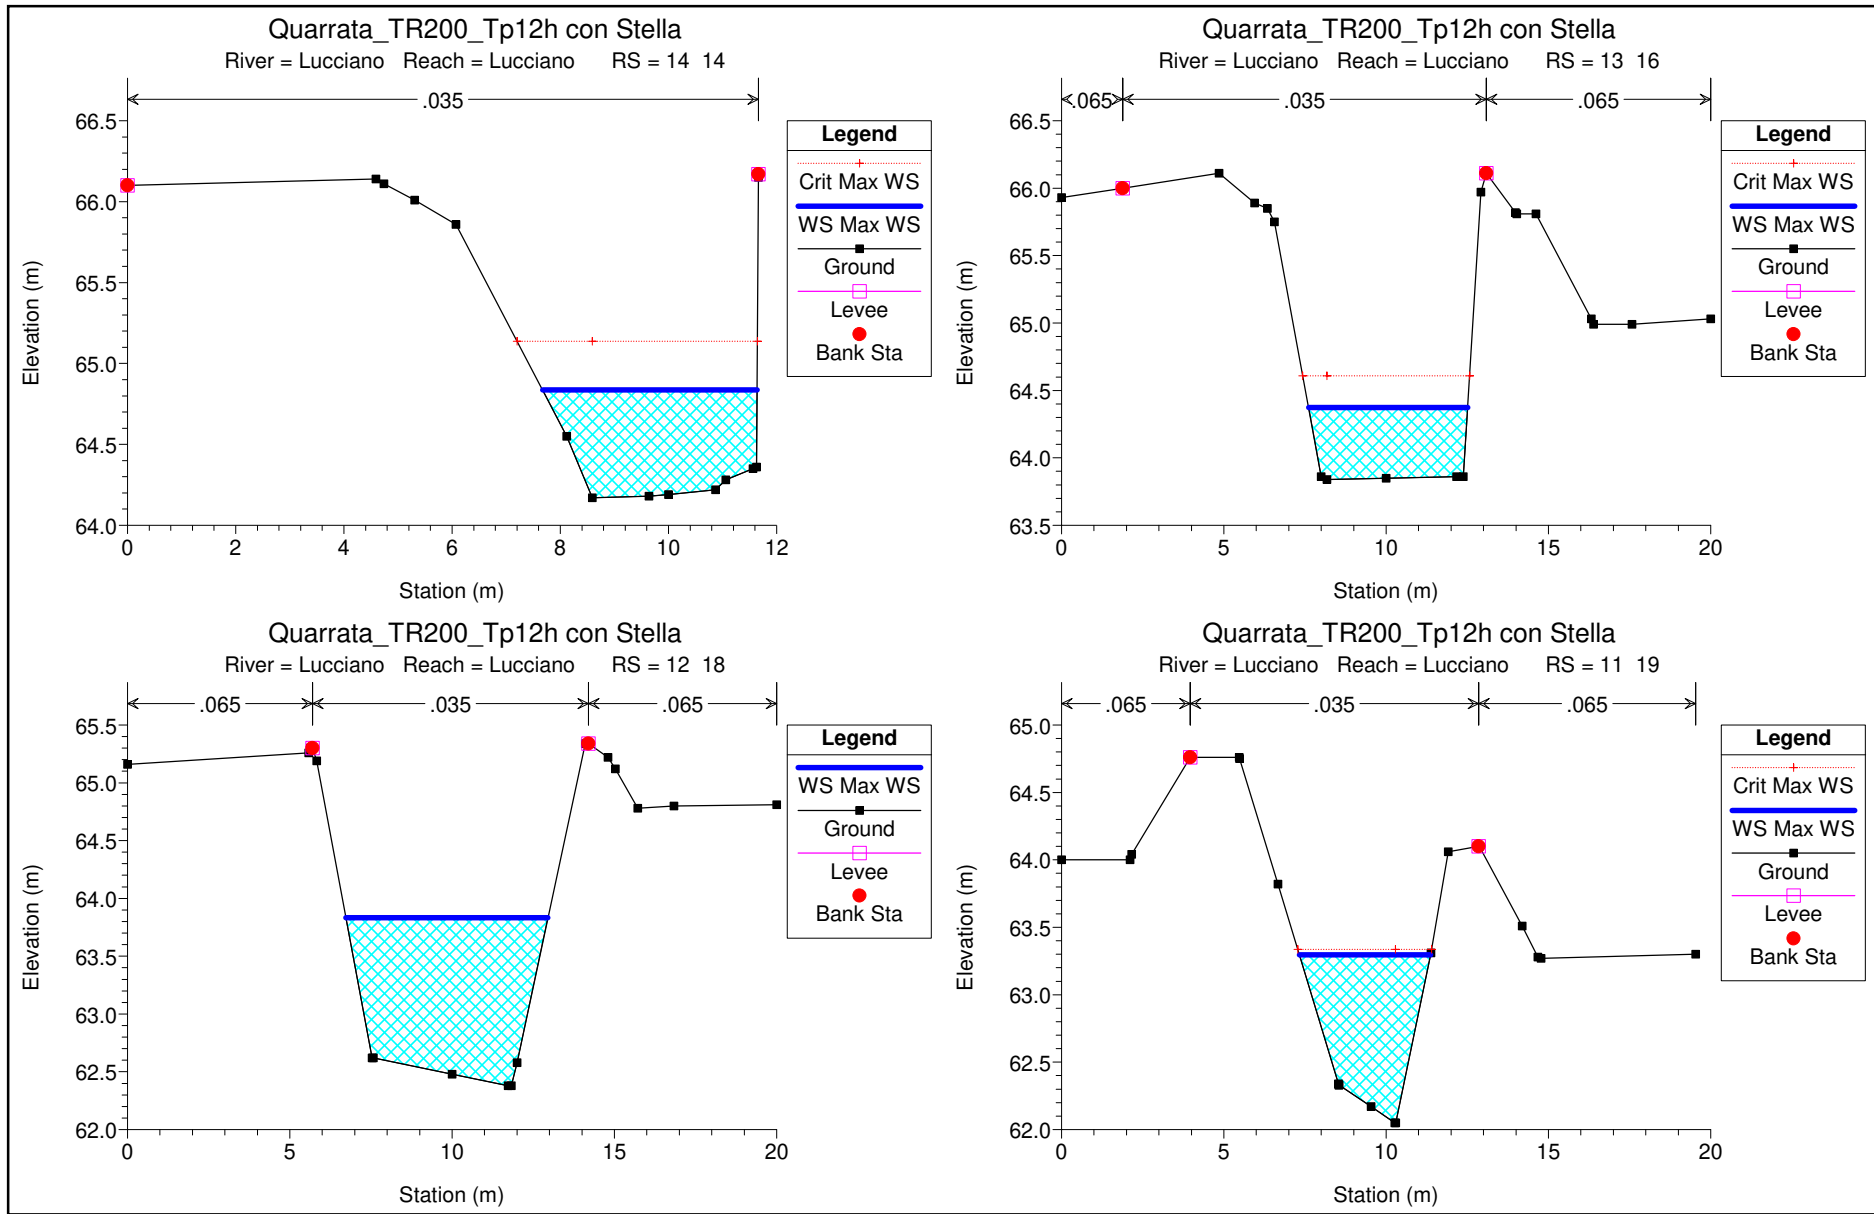 Quarrata_TR200_Tp12h con Stella
River = Lucciano Reach = Lucciano RS = 14 14
.035
66.5
66.0
65.5
65.0
64.5
64.0
Elevation (m)
0 2 4 6 8 10 12
Station (m)
Legend
Crit Max WS
WS Max WS
Ground
Levee
Bank Sta
Quarrata_TR200_Tp12h con Stella
River = Lucciano Reach = Lucciano RS = 13 16
.065 .035 .065
66.5
66.0
65.5
65.0
64.5
64.0
63.5
Elevation (m)
0 5 10 15 20
Station (m)
Legend
Crit Max WS
WS Max WS
Ground
Levee
Bank Sta
Quarrata_TR200_Tp12h con Stella
River = Lucciano Reach = Lucciano RS = 12 18
.065 .035 .065
65.5
65.0
64.5
64.0
63.5
63.0
62.5
62.0
Elevation (m)
0 5 10 15 20
Station (m)
Legend
WS Max WS
Ground
Levee
Bank Sta
Quarrata_TR200_Tp12h con Stella
River = Lucciano Reach = Lucciano RS = 11 19
.065 .035 .065
65.0
64.5
64.0
63.5
63.0
62.5
62.0
Elevation (m)
0 5 10 15 20
Station (m)
Legend
Crit Max WS
WS Max WS
Ground
Levee
Bank Sta